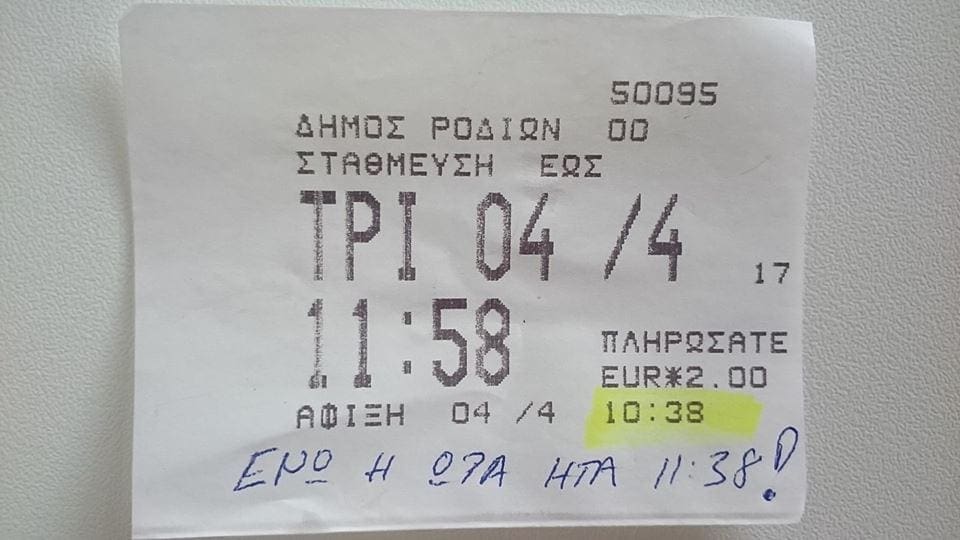 50095
ΔΗΜΟΣ ΡΟΔΙΩΝ 00
ΣΤΑΘΜΕΥΣΗ ΕΩΣ
ΤΡΙ 04 /4
17
11:58
ΠΛΗΡΩΣΑΤΕ
EUR*2.00
ΑΦΙΞΗ 04 /4 10:38
ΕΝΩ Η ΩΡΑ ΗΤΑ 11:38!